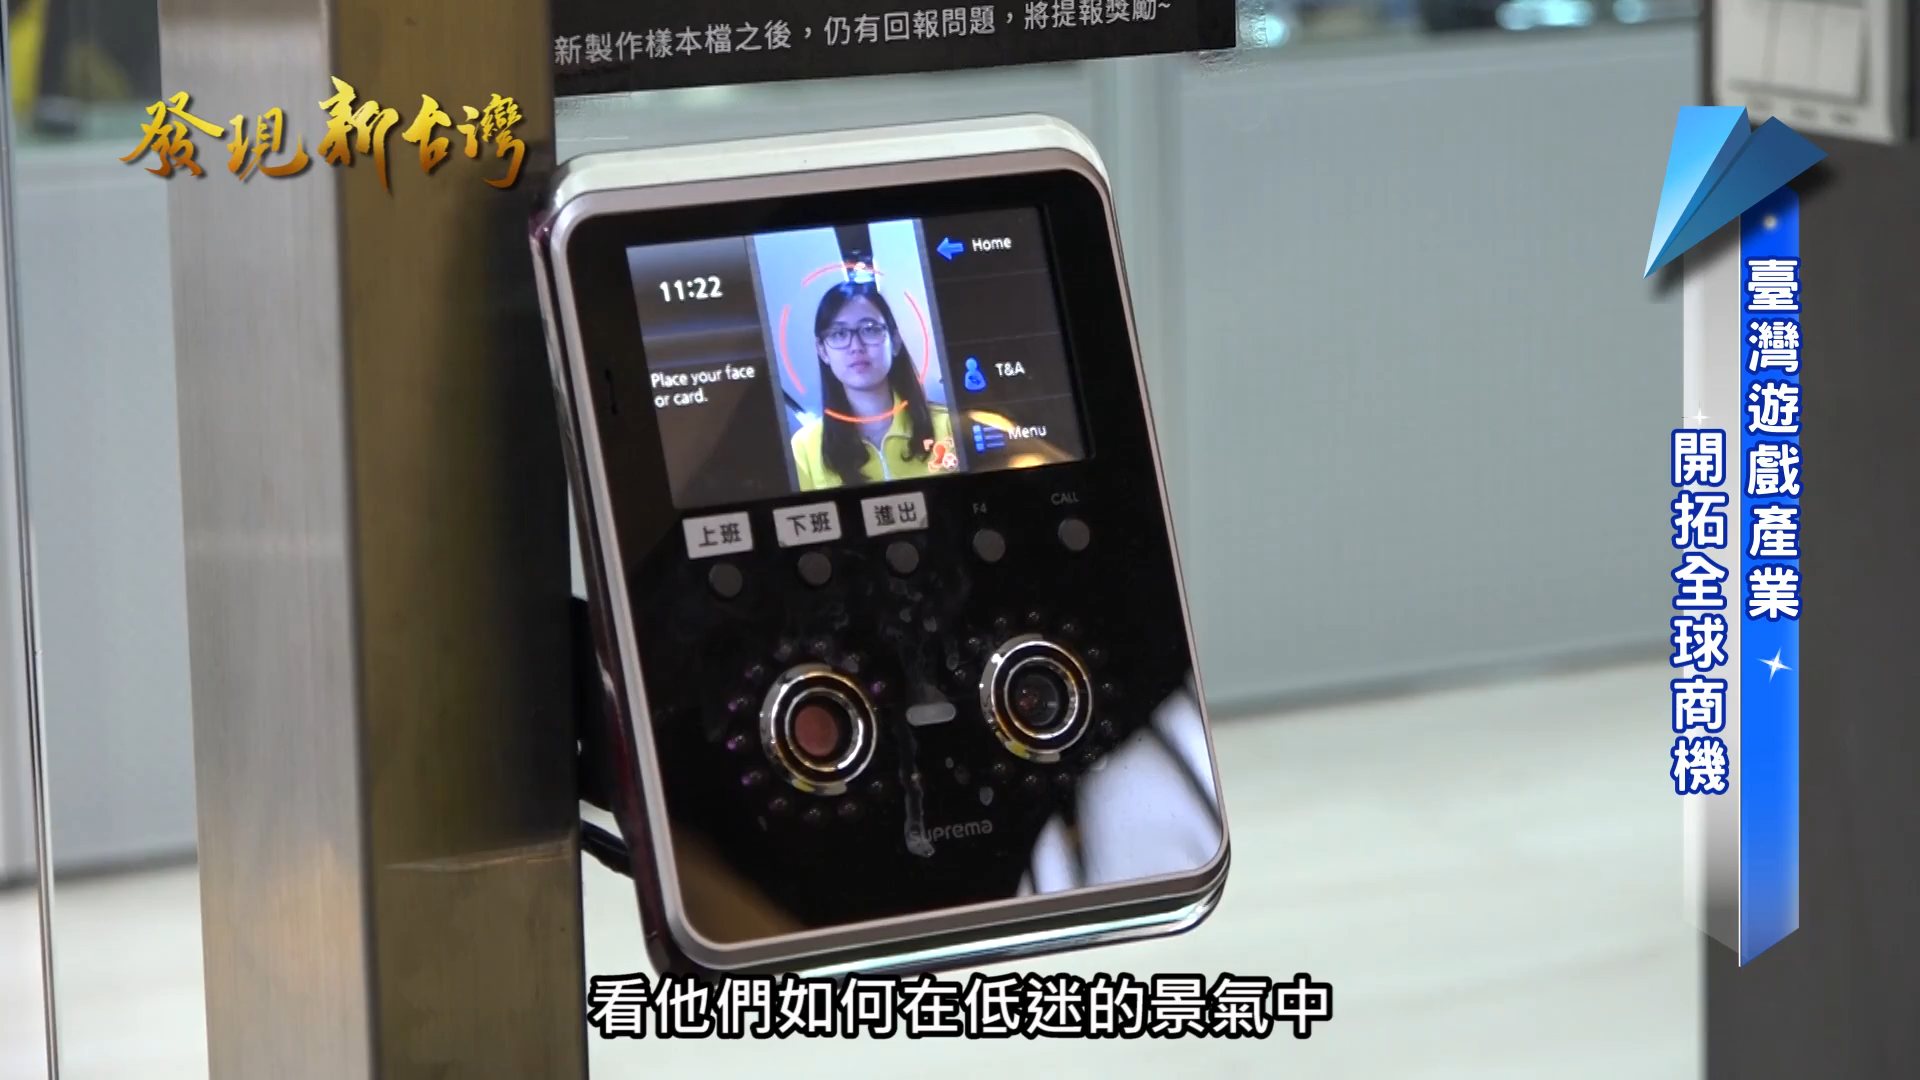 新製作樣本檔之後，仍有回報問題，將提報獎勵~
發現新台灣
臺灣遊戲產業
開拓全球商機
11:22
Place your face
or card.
Home
T&A
Menu
上班
下班
進出
F4
CALL
suprema
看他們如何在低迷的景氣中